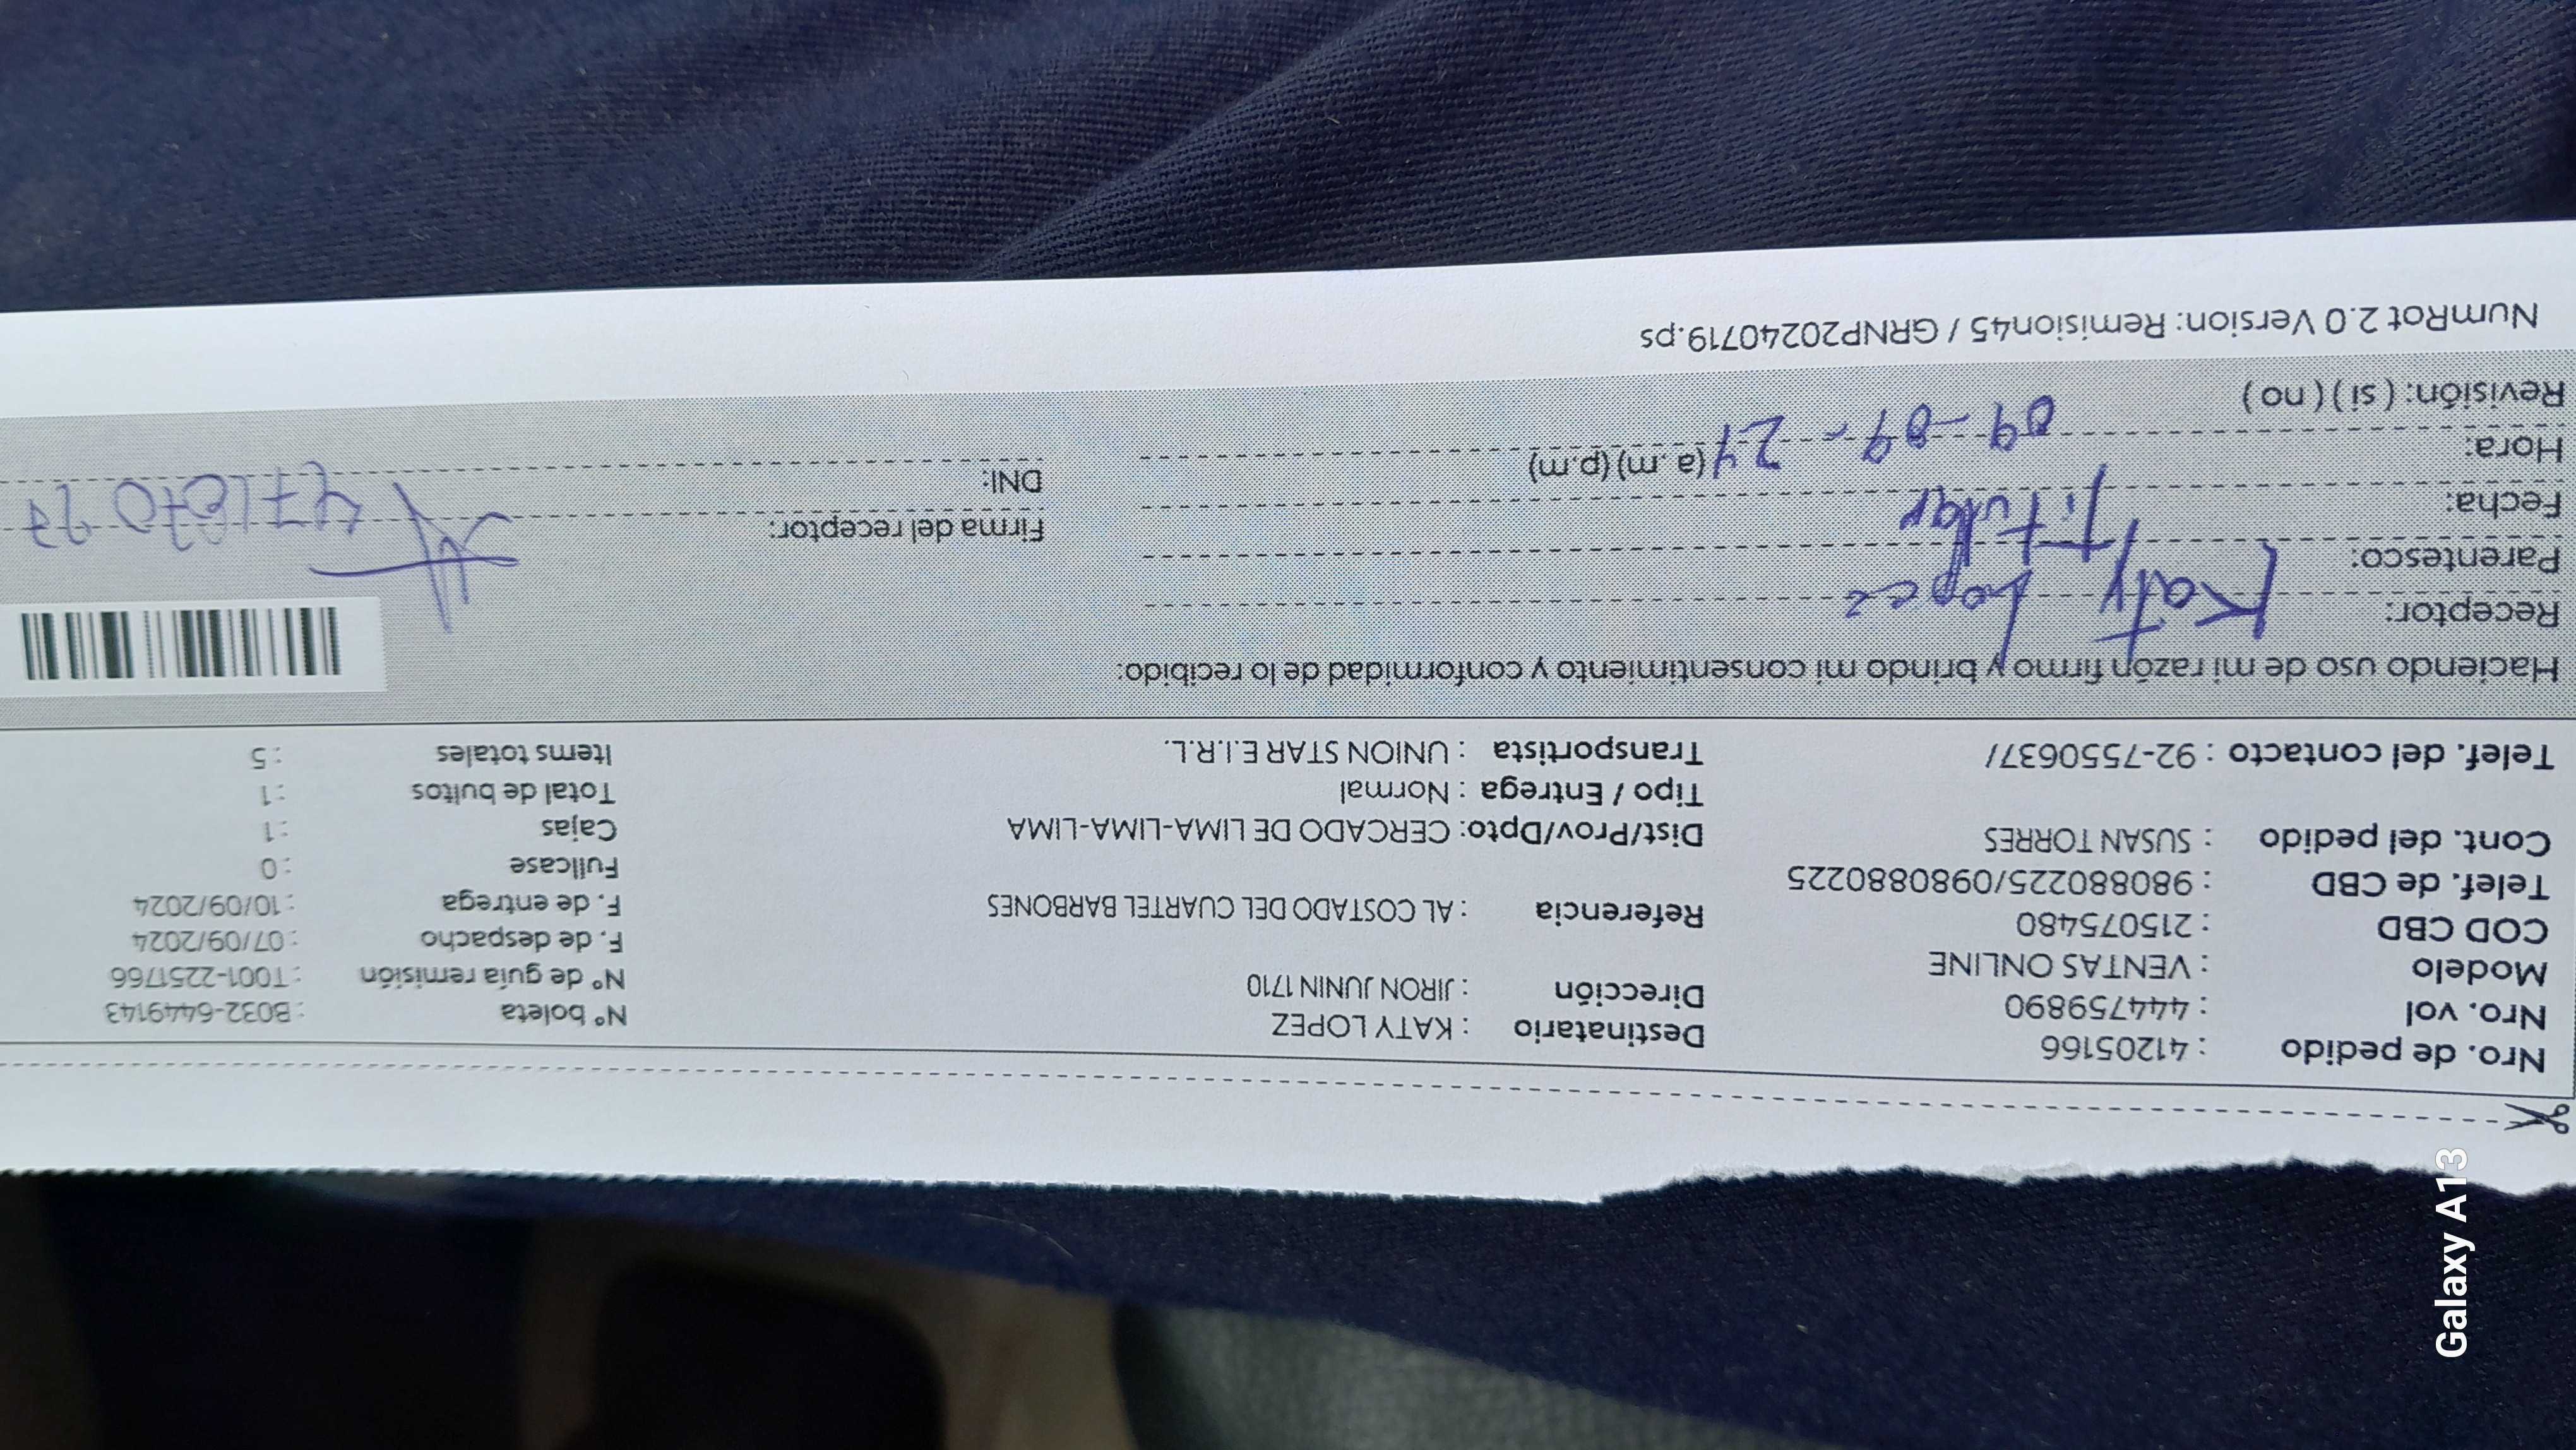 Nro. de pedido : 41205166
Nro. vol : 4447598​90
Modelo : VENTAS ONLINE
COD CBD : 215075480
Telef. de CBD : 980880225/0980880225
Cont. del pedido : SUSAN TORRES
Telef. del contacto : 92-7550637/
Destinatario : KATY LOPEZ
Dirección : JIRON JUNIN 1710
Referencia : AL COSTADO DEL CUARTEL BARBONES
Dist/Prov/Dpto: CERCADO DE LIMA-LIMA-LIMA
Tipo / Entrega : Normal
Transportista : UNION STAR E.I.R.L.
N° boleta : B032-6449143
N° de guía remisión : T001-2251766
F. de despacho : 07/09/2024
F. de entrega : 10/09/2024
Fullcase : 0
Cajas : 1
Total de bultos : 1
Items totales : 5
Haciendo uso de mi razón firmo y brindo mi consentimiento y conformidad de lo recibido:
Receptor: Katy Lopez
Parentesco: Titular
Fecha:
Hora: 09-09-24 (a.m) (p.m)
Revisión: ( si ) ( no )
Firma del receptor:
DNI:
NumRot 2.0 Version: Remision45 / GRNP20240719.ps
Galaxy A13